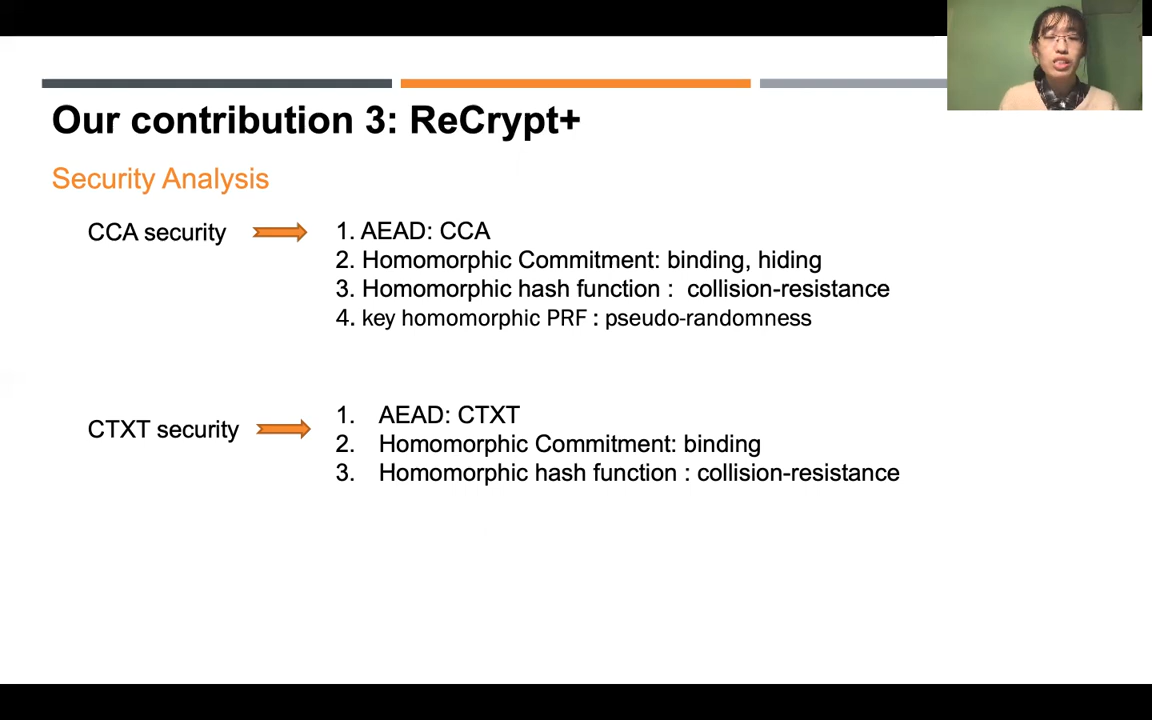 Our contribution 3: ReCrypt+
Security Analysis
CCA security
1. AEAD: CCA
2. Homomorphic Commitment: binding, hiding
3. Homomorphic hash function : collision-resistance
4. key homomorphic PRF : pseudo-randomness
CTXT security
1. AEAD: CTXT
2. Homomorphic Commitment: binding
3. Homomorphic hash function : collision-resistance